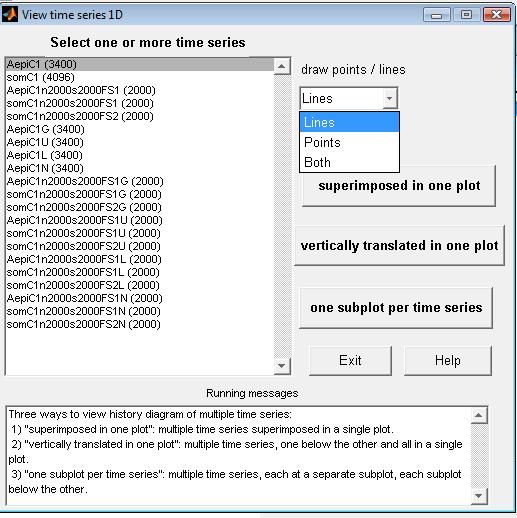 View time series 1D
Select one or more time series
AepiC1 (3400)
somC1 (4096)
AepiC1n2000s2000FS1 (2000)
somC1n2000s2000FS1 (2000)
somC1n2000s2000FS2 (2000)
AepiC1G (3400)
AepiC1U (3400)
AepiC1L (3400)
AepiC1N (3400)
AepiC1n2000s2000FS1G (2000)
somC1n2000s2000FS1G (2000)
somC1n2000s2000FS2G (2000)
AepiC1n2000s2000FS1U (2000)
somC1n2000s2000FS1U (2000)
somC1n2000s2000FS2U (2000)
AepiC1n2000s2000FS1L (2000)
somC1n2000s2000FS1L (2000)
somC1n2000s2000FS2L (2000)
AepiC1n2000s2000FS1N (2000)
somC1n2000s2000FS1N (2000)
somC1n2000s2000FS2N (2000)
draw points / lines
Lines
Lines
Points
Both
superimposed in one plot
vertically translated in one plot
one subplot per time series
Exit
Help
Running messages
Three ways to view history diagram of multiple time series:
1) "superimposed in one plot": multiple time series superimposed in a single plot.
2) "vertically translated in one plot": multiple time series, one below the other and all in a single
plot.
3) "one subplot per time series": multiple time series, each at a separate subplot, each subplot
below the other.